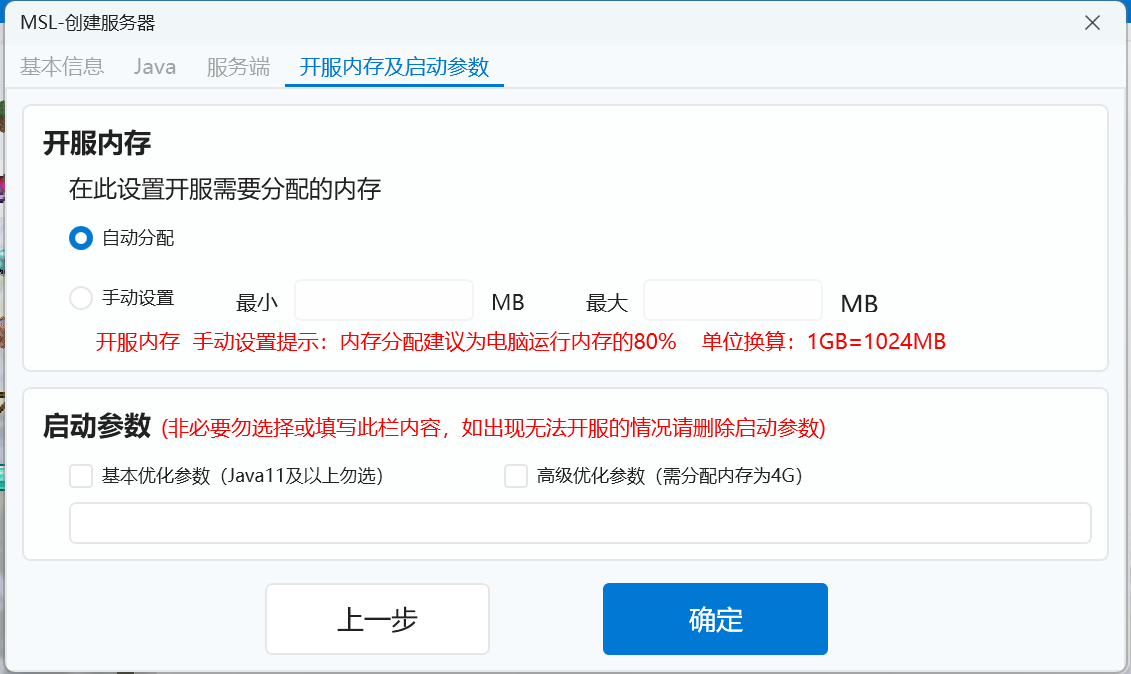 MSL-创建服务器
基本信息 Java 服务端 开服内存及启动参数
开服内存
在此设置开服需要分配的内存
自动分配
手动设置 最小 MB 最大 MB
开服内存 手动设置提示：内存分配建议为电脑运行内存的80% 单位换算：1GB=1024MB
启动参数 (非必要勿选择或填写此栏内容，如出现无法开服的情况请删除启动参数)
基本优化参数（Java11及以上勿选） 高级优化参数（需分配内存为4G）
上一步 确定